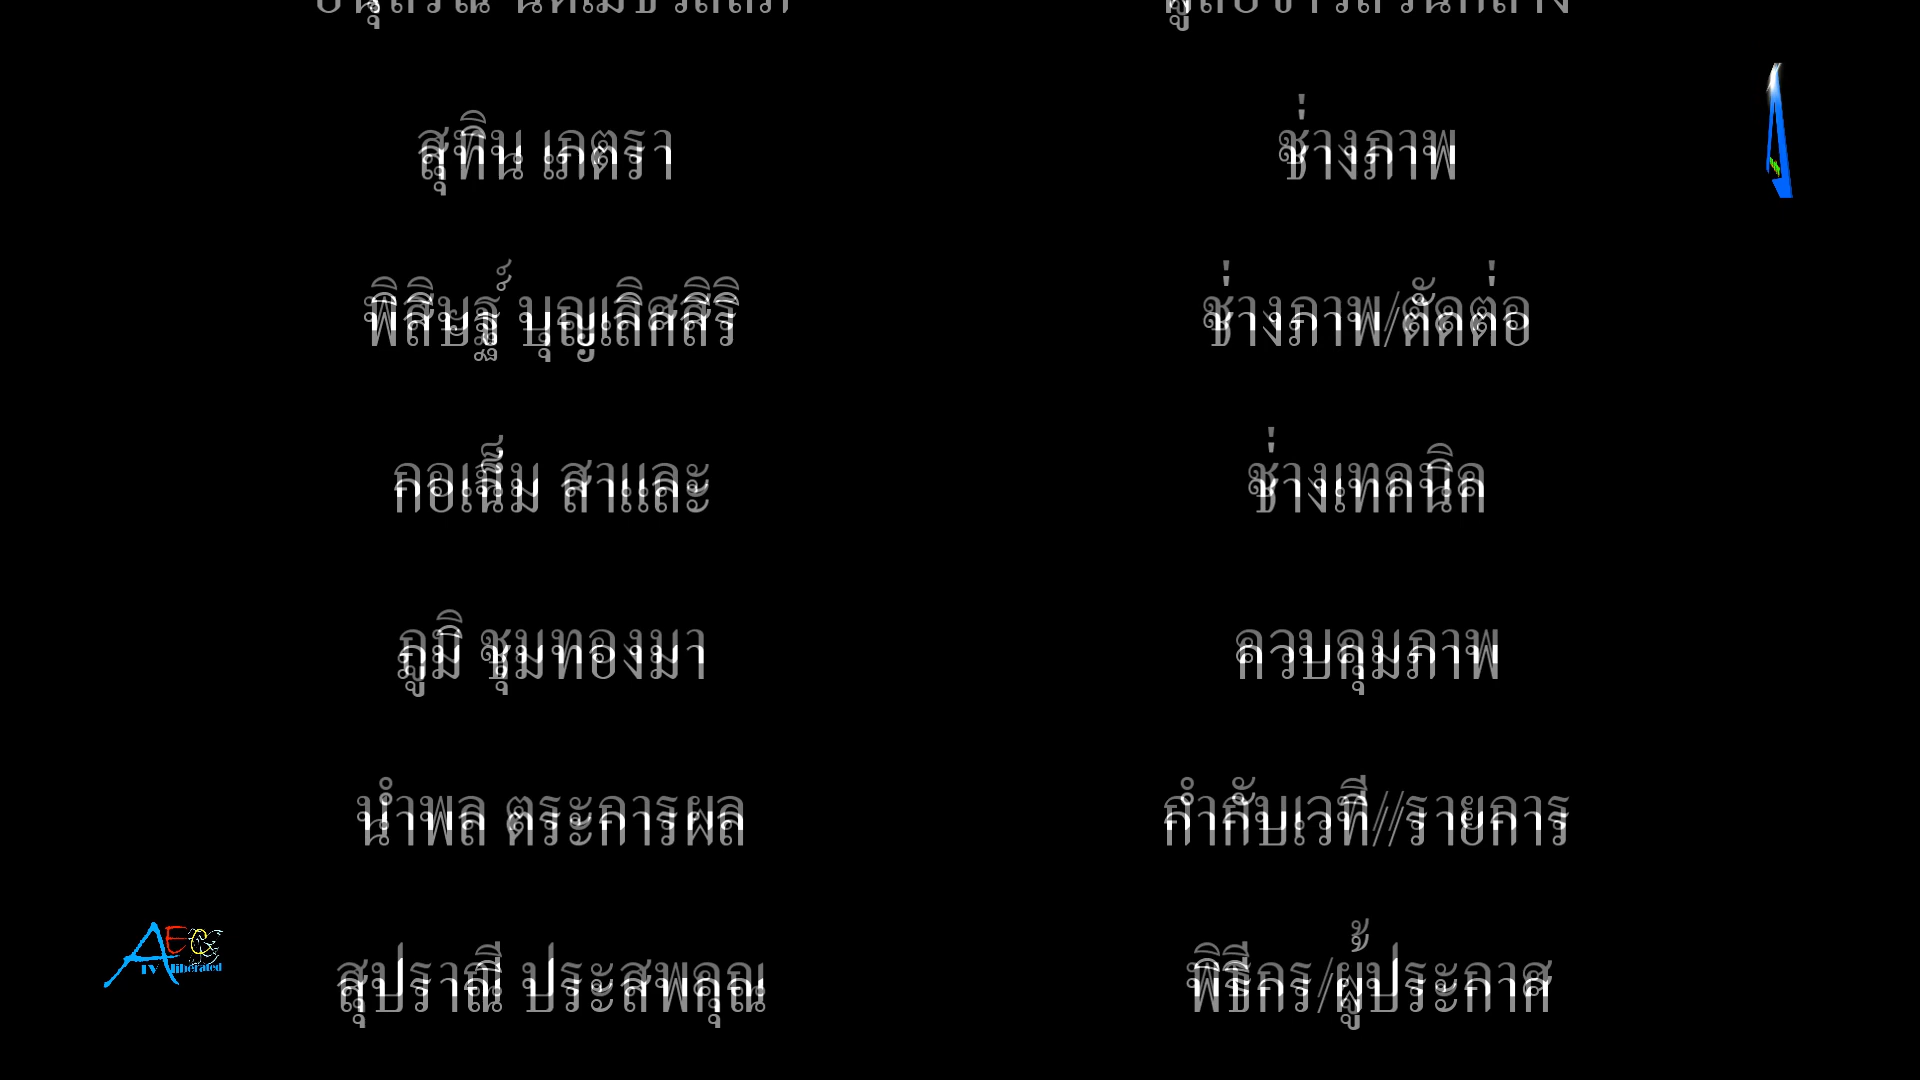 สุทิน เกตรา ช่างภาพ
พิสิษฐ์ บุญเลิศสิริ ช่างภาพ/ตัดต่อ
กอเน็ม สาและ ช่างเทคนิค
ภูมิ ชุมทองมา ควบคุมภาพ
นำพล ตระการผล กำกับเวที//รายการ
สุปราณี ประสพคุณ พิธีกร/ผู้ประกาศ
AEC
TV liberated